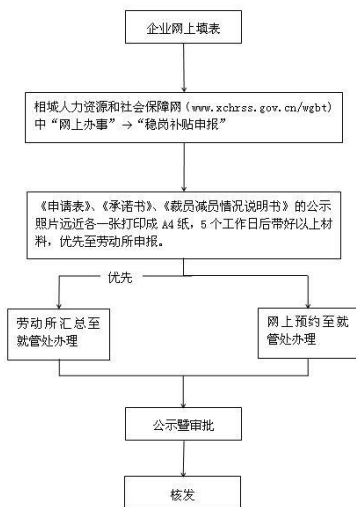 企业网上填表
相城人力资源和社会保障网(www.xchrss.gov.cn/wgbt)
中“网上办事”→“稳岗补贴申报”
《申请表》、《承诺书》、《裁员减员情况说明书》的公示
照片远近各一张打印成 A4 纸，5 个工作日后带好以上材
料，优先至劳动所申报。
优先
劳动所汇总至
就管处办理
网上预约至就
管处办理
公示暨审批
核发